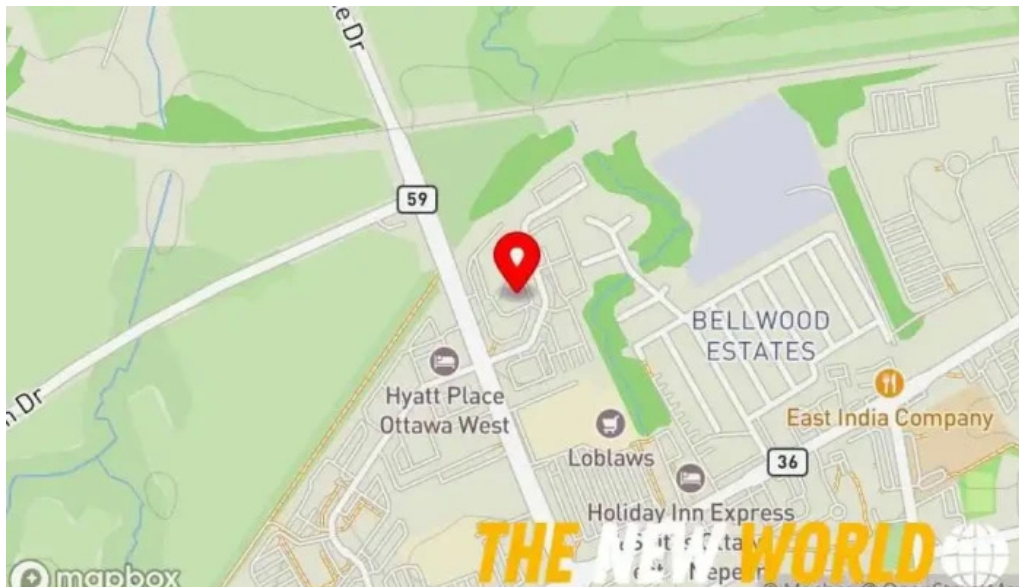 e Dr
59
BELLWOOD
ESTATES
n Dr
Hyatt Place
Ottawa West
East India Company
Loblaws
36
Holiday Inn Express
THE NEW WORLD
mapbox